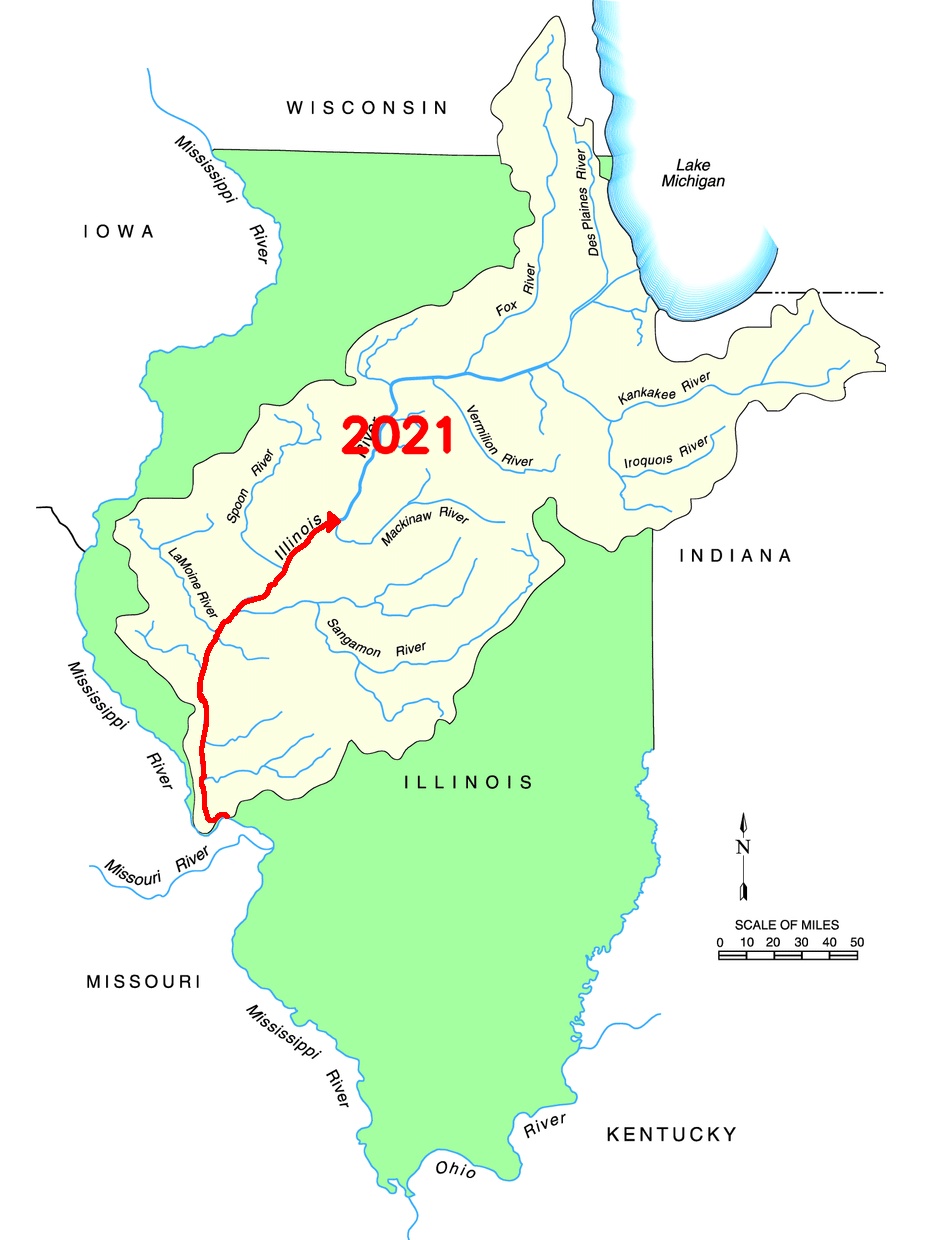 WISCONSIN
Lake
Michigan
Mississippi
River
IOWA
Des Plaines River
Fox
River
Kankakee River
Iroquois River
Vermilion River
River
2021
Spoon River
Illinois
Mackinaw River
LaMoine River
Sangamon River
INDIANA
Mississippi
River
ILLINOIS
Missouri River
N
SCALE OF MILES
0 10 20 30 40 50
MISSOURI
Mississippi
River
KENTUCKY
Ohio
River